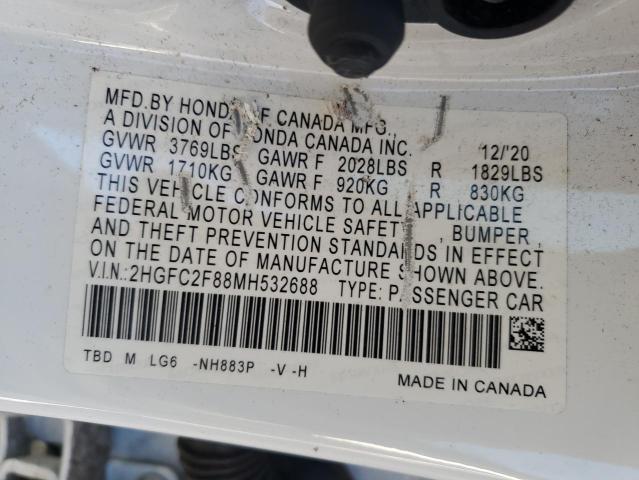 MFD.BY HONDA OF CANADA MFG.,
A DIVISION OF HONDA CANADA INC. 12/'20
GVWR 3769LBS GAWR F 2028LBS R 1829LBS
GVWR 1710KG GAWR F 920KG R 830KG
THIS VEHICLE CONFORMS TO ALL APPLICABLE
FEDERAL MOTOR VEHICLE SAFETY, BUMPER,
AND THEFT PREVENTION STANDARDS IN EFFECT
ON THE DATE OF MANUFACTURE SHOWN ABOVE.
V.I.N.:2HGFC2F88MH532688 TYPE: PASSENGER CAR
TBD M LG6 -NH883P -V -H
MADE IN CANADA